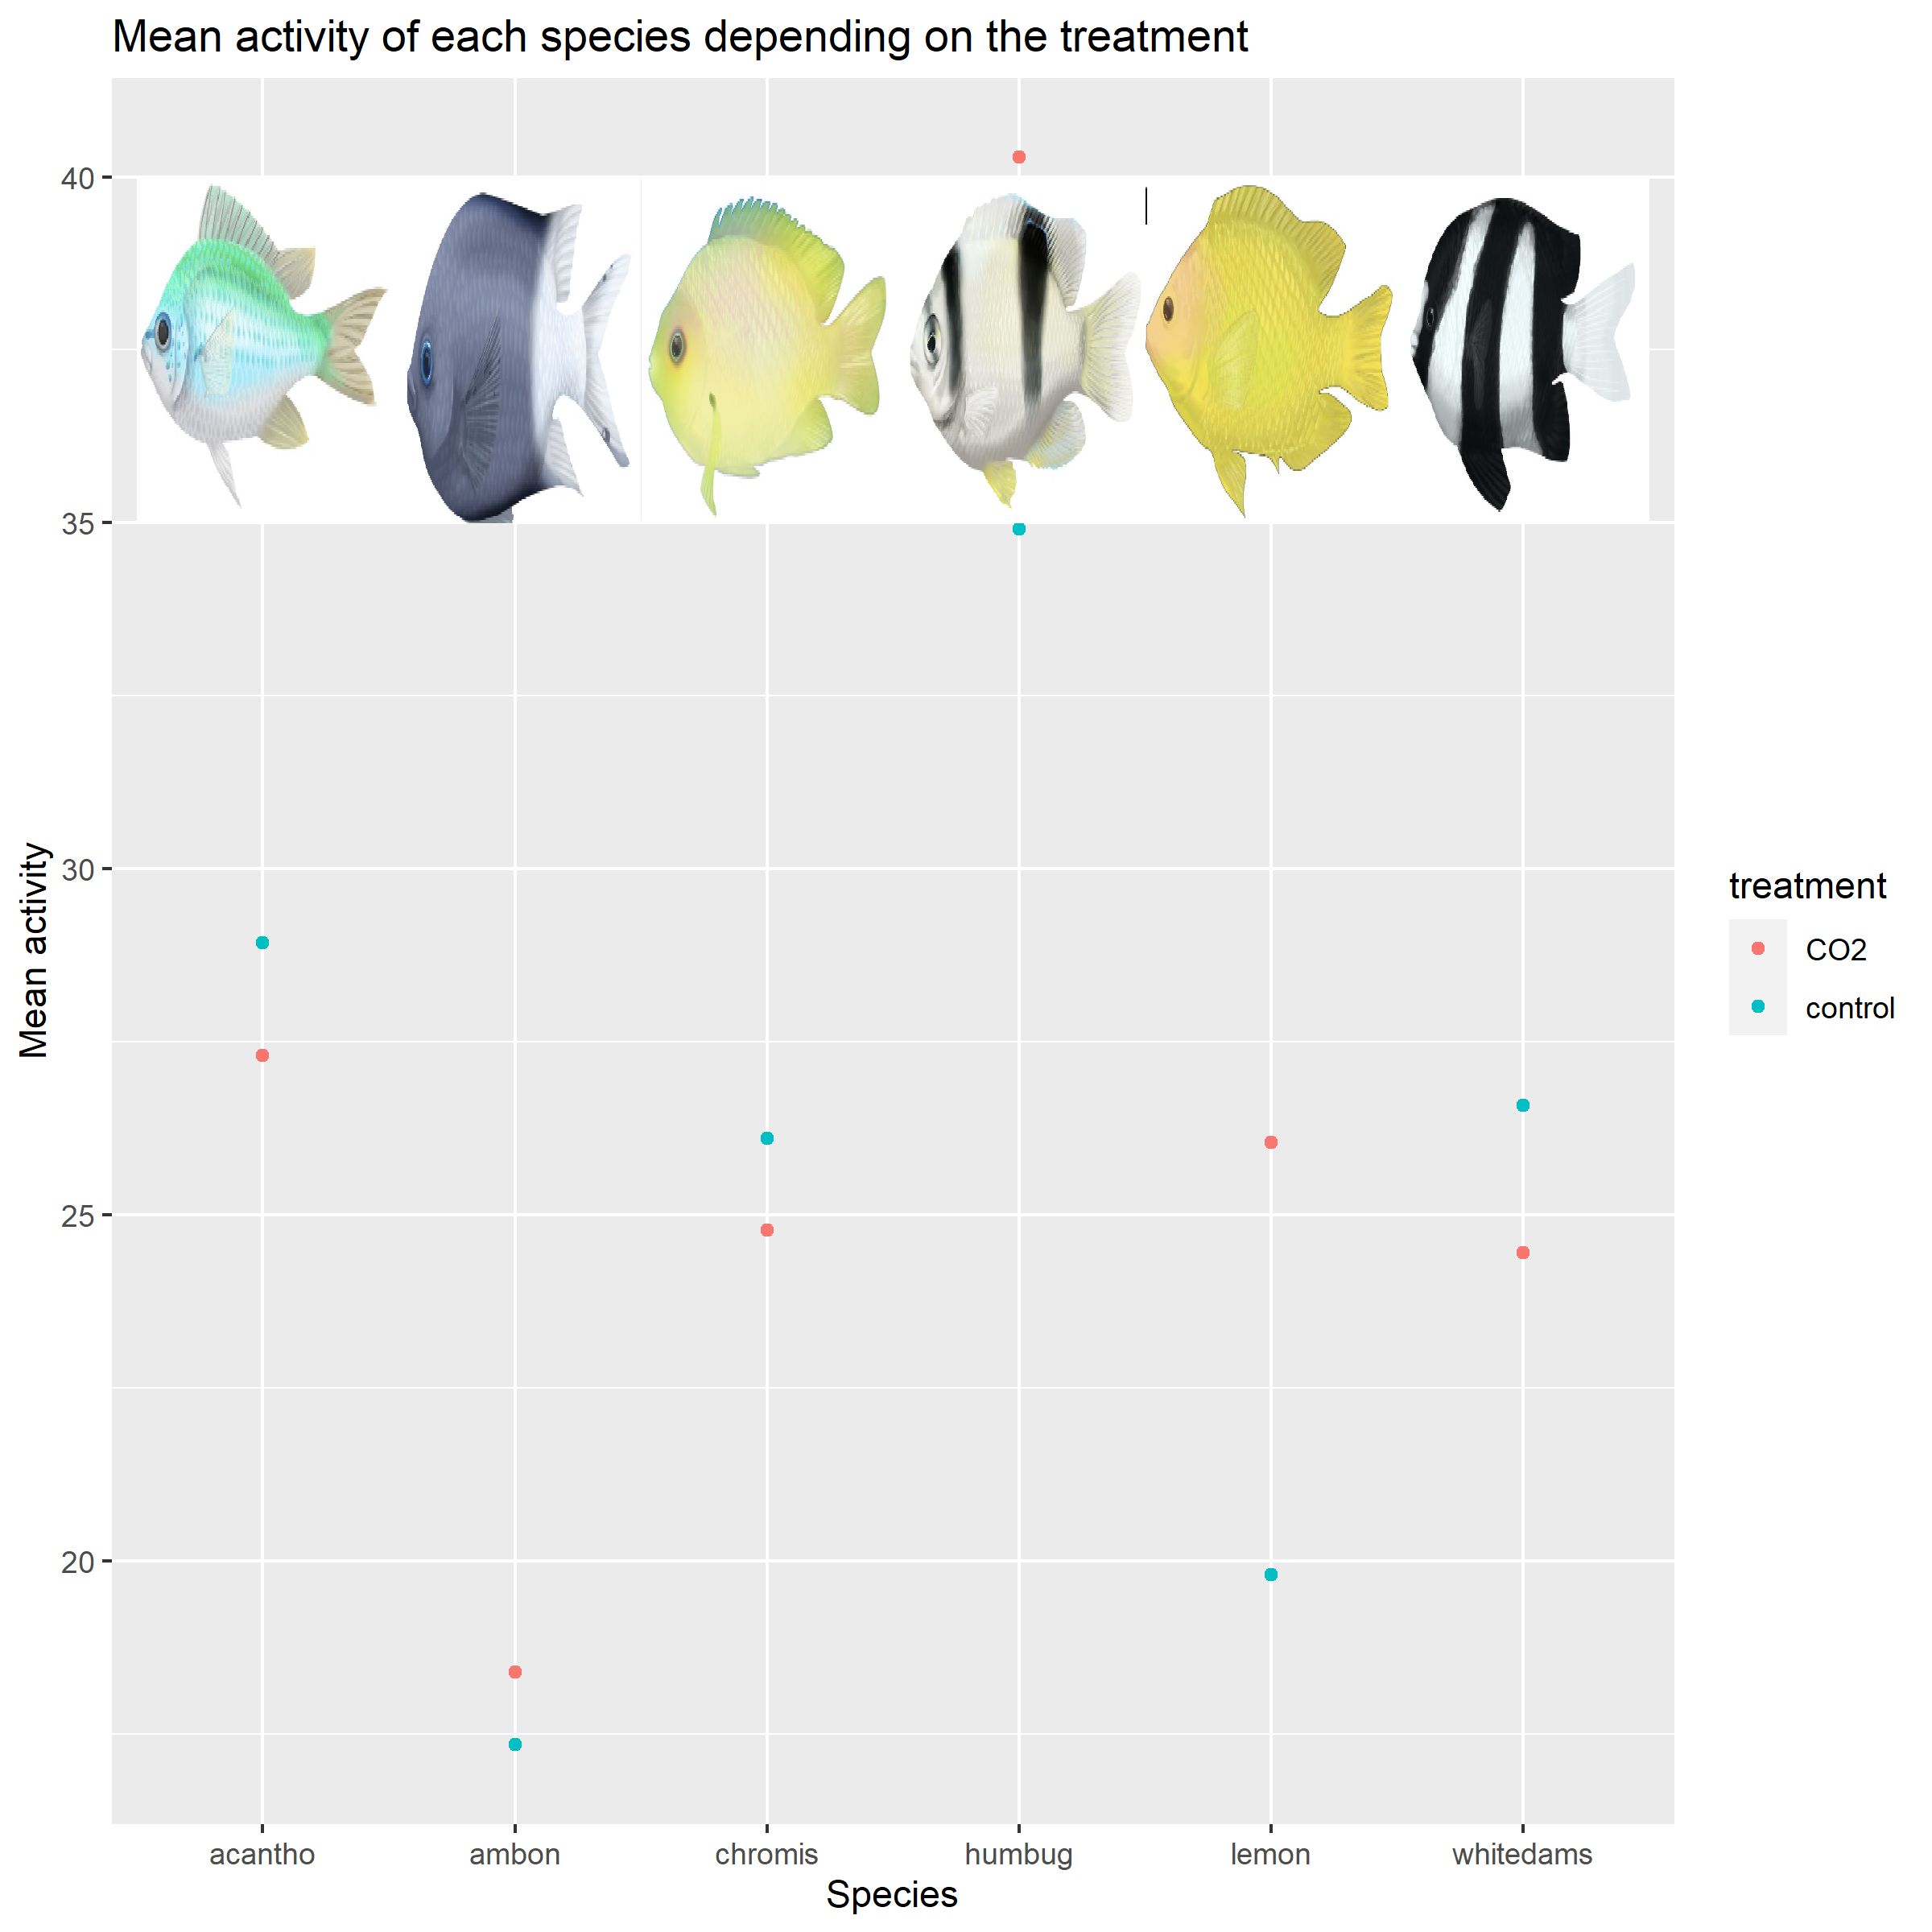 Mean activity of each species depending on the treatment
40
35
30
25
20
Mean activity
acantho
ambon
chromis
humbug
lemon
whitedams
Species
treatment
CO2
control